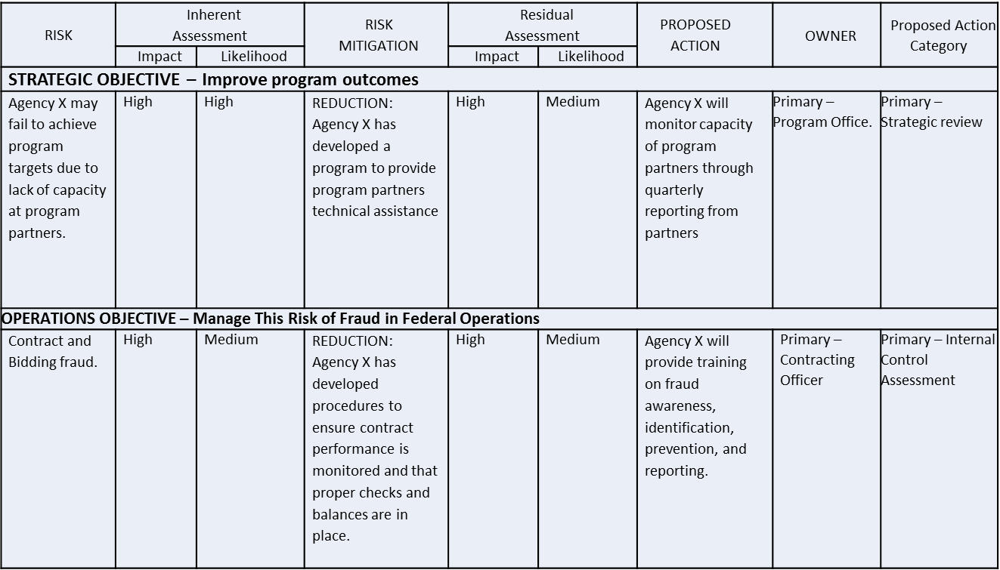 RISK
Inherent
Assessment
Impact
Likelihood
RISK
MITIGATION
Residual
Assessment
Impact
Likelihood
PROPOSED
ACTION
OWNER
Proposed Action
Category
STRATEGIC OBJECTIVE – Improve program outcomes
Agency X may
fail to achieve
program
targets due to
lack of capacity
at program
partners.
High
High
REDUCTION:
Agency X has
developed a
program to provide
program partners
technical assistance
High
Medium
Agency X will
monitor capacity
of program
partners through
quarterly
reporting from
partners
Primary –
Program Office.
Primary –
Strategic review
OPERATIONS OBJECTIVE – Manage This Risk of Fraud in Federal Operations
Contract and
Bidding fraud.
High
Medium
REDUCTION:
Agency X has
developed
procedures to
ensure contract
performance is
monitored and that
proper checks and
balances are in
place.
High
Medium
Agency X will
provide training
on fraud
awareness,
identification,
prevention, and
reporting.
Primary –
Contracting
Officer
Primary – Internal
Control
Assessment